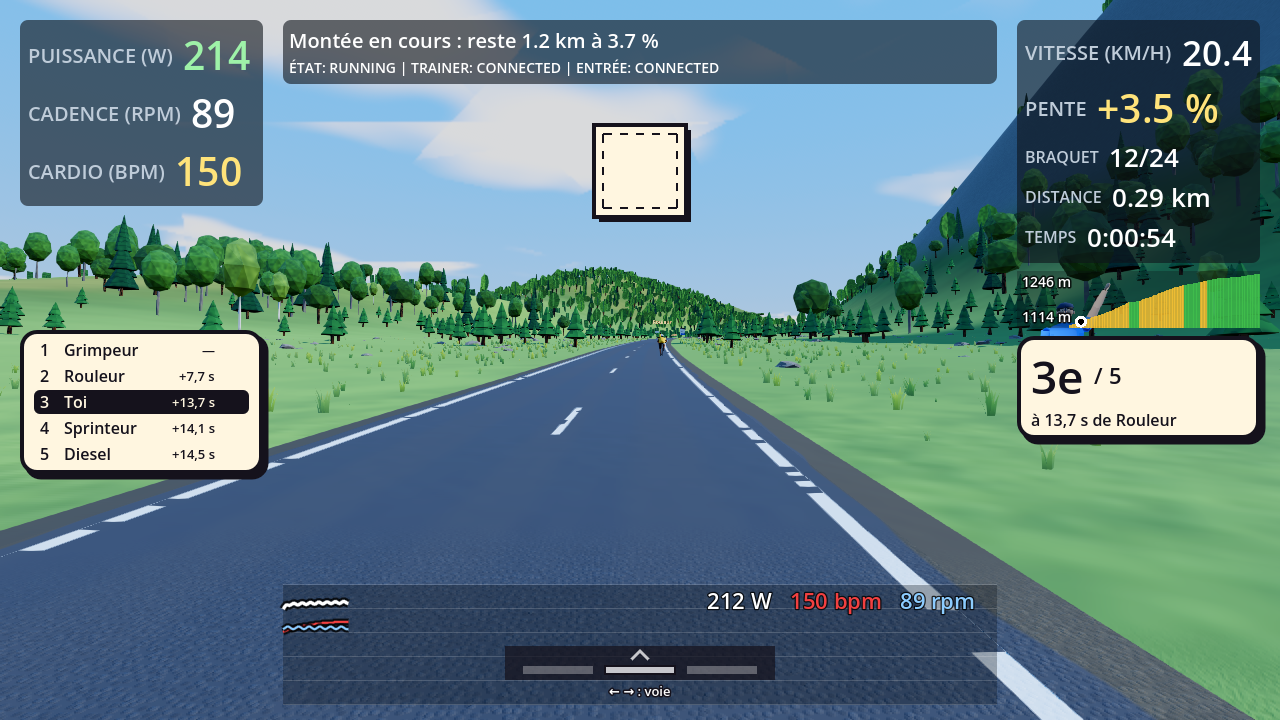 PUISSANCE (W) 214
CADENCE (RPM) 89
CARDIO (BPM) 150
Montée en cours : reste 1.2 km à 3.7 %
ÉTAT: RUNNING | TRAINER: CONNECTED | ENTRÉE: CONNECTED
VITESSE (KM/H) 20.4
PENTE +3.5 %
BRAQUET 12/24
DISTANCE 0.29 km
TEMPS 0:00:54
1246 m
1114 m
1 Grimpeur —
2 Rouleur +7,7 s
3 Toi +13,7 s
4 Sprinteur +14,1 s
5 Diesel +14,5 s
3e / 5
à 13,7 s de Rouleur
212 W 150 bpm 89 rpm
← → : voie